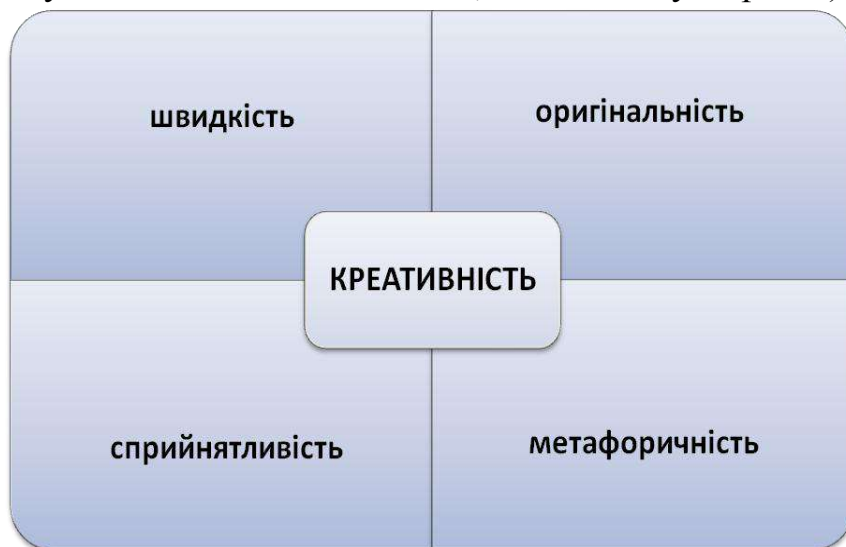 швидкість
оригінальність
КРЕАТИВНІСТЬ
сприйнятливість
метафоричність